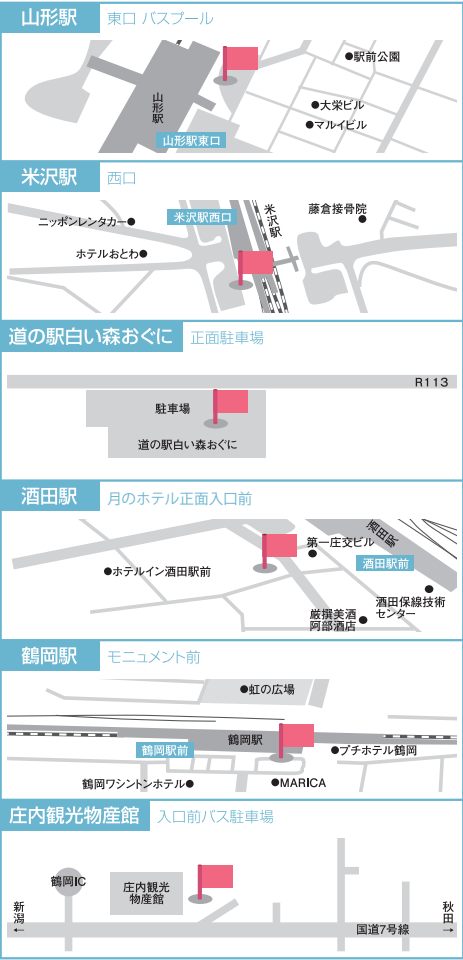 山形駅 東口 バスプール
駅前公園
山形駅
大栄ビル
マルイビル
山形駅東口
米沢駅 西口
米沢駅西口
米沢駅
藤倉接骨院
ニッポンレンタカー
ホテルおとわ
道の駅白い森おぐに 正面駐車場
R113
駐車場
道の駅白い森おぐに
酒田駅 月のホテル正面入口前
酒田駅
第一庄交ビル
酒田駅前
ホテルイン酒田駅前
酒田保線技術
センター
厳撰美酒
阿部酒店
鶴岡駅 モニュメント前
虹の広場
鶴岡駅
鶴岡駅前
プチホテル鶴岡
鶴岡ワシントンホテル
MARICA
庄内観光物産館 入口前バス駐車場
鶴岡IC
庄内観光
物産館
新潟
←
国道7号線
秋田
→